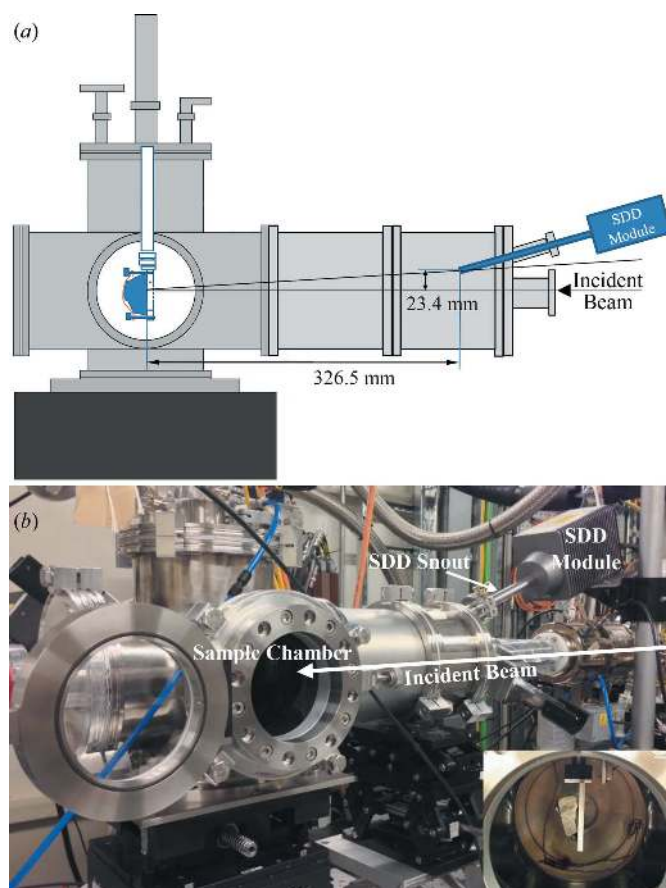 (a)
SDD
Module
Incident
Beam
23.4 mm
326.5 mm
(b)
SDD
Module
SDD Snout
Sample Chamber
Incident Beam